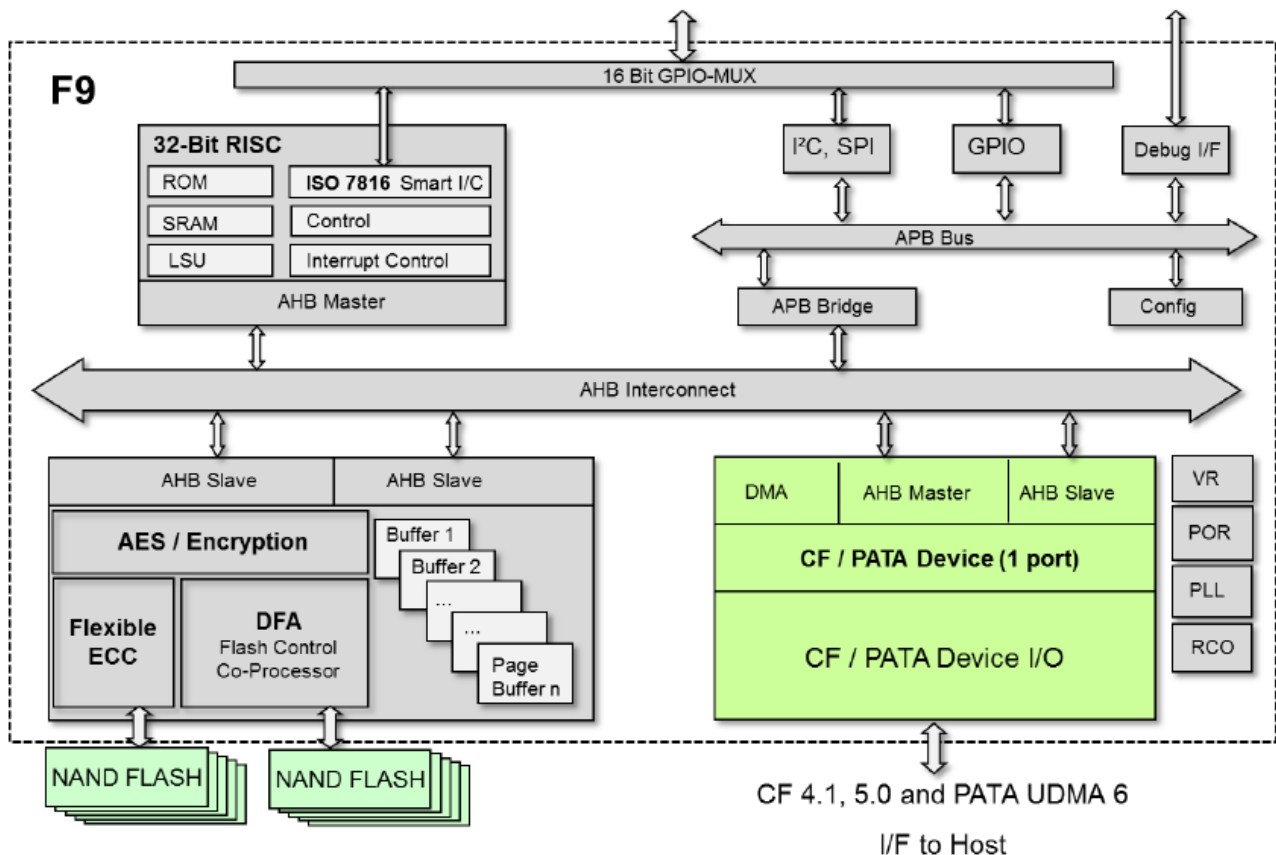 16 Bit GPIO-MUX
F9
32-Bit RISC
ROM
ISO 7816 Smart I/C
SRAM
Control
LSU
Interrupt Control
AHB Master
I²C, SPI
GPIO
Debug I/F
APB Bus
APB Bridge
Config
AHB Interconnect
AHB Slave
AHB Slave
AES / Encryption
Flexible
ECC
DFA
Flash Control
Co-Processor
Buffer 1
Buffer 2
...
...
Page
Buffer n
DMA
AHB Master
AHB Slave
CF / PATA Device (1 port)
CF / PATA Device I/O
VR
POR
PLL
RCO
NAND FLASH
NAND FLASH
CF 4.1, 5.0 and PATA UDMA 6
I/F to Host